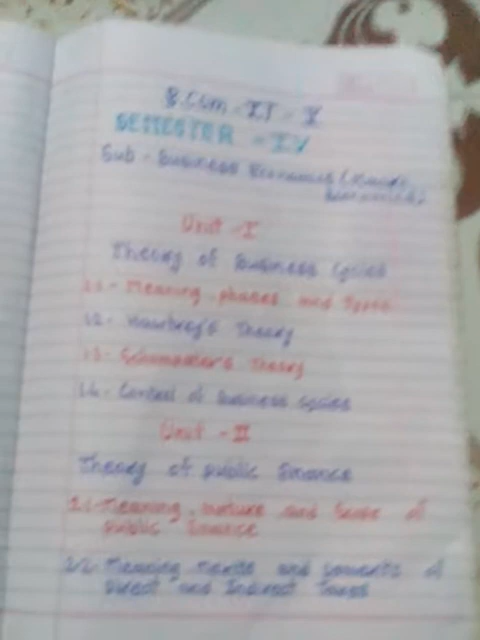 B.Com - II - V
SEMESTER - IV
Sub - Business Economics (Macro
Economics)
Unit - I
Theory of Business Cycles
1.1 - Meaning, phases and Types
1.2 - Hawtrey's Theory
1.3 - Schumpeter's Theory
1.4 - Control of Business Cycles
Unit - II
Theory of public finance
2.1 - Meaning, Nature and Scope of
public finance
2.2 - Meaning merits and Demerits of
Direct and Indirect Taxes